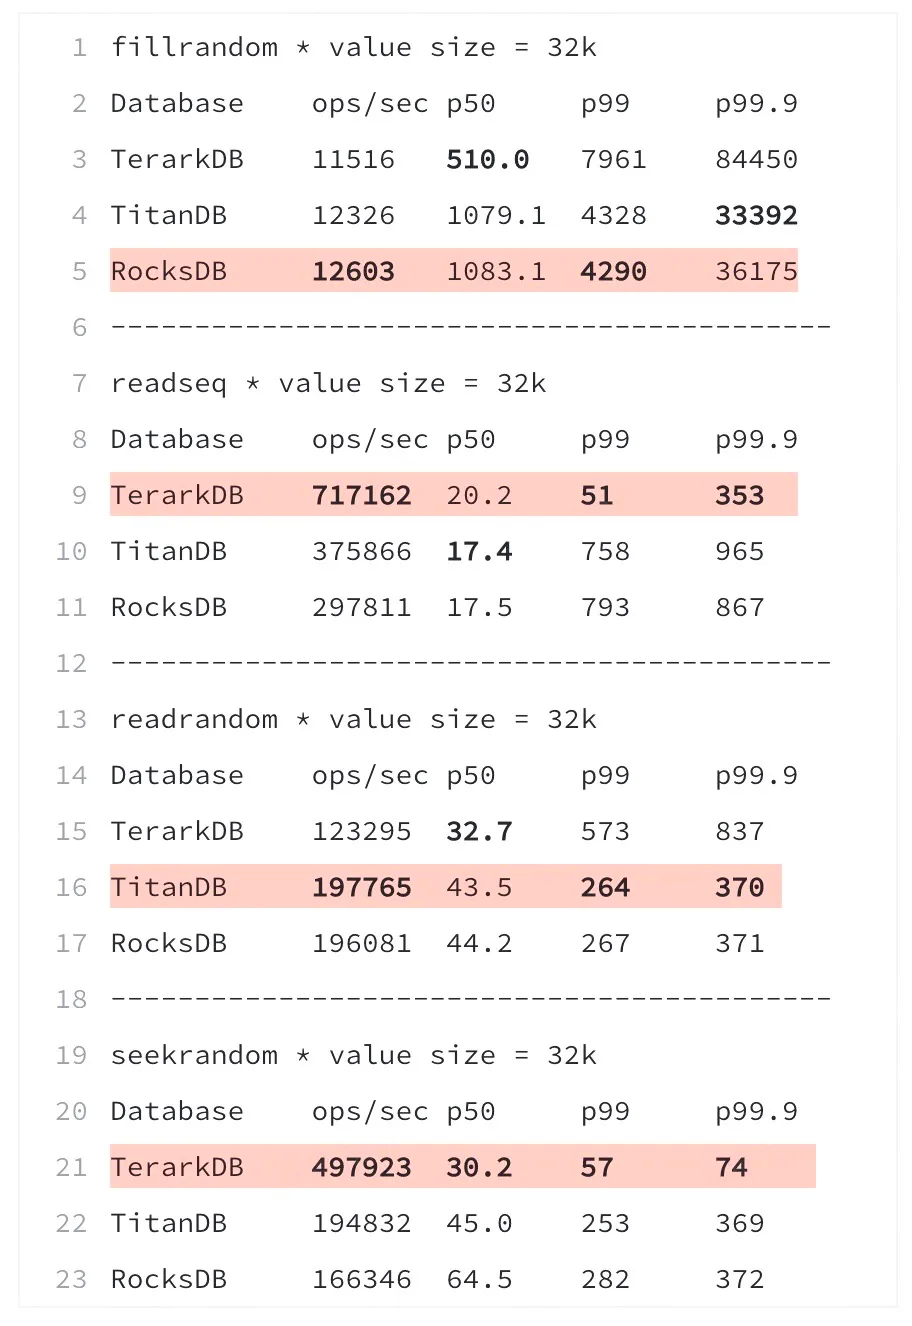 1 fillrandom * value size = 32k
2 Database ops/sec p50 p99 p99.9
3 TerarkDB 11516 510.0 7961 84450
4 TitanDB 12326 1079.1 4328 33392
5 RocksDB 12603 1083.1 4290 36175
6 -------------------------------------------
7 readseq * value size = 32k
8 Database ops/sec p50 p99 p99.9
9 TerarkDB 717162 20.2 51 353
10 TitanDB 375866 17.4 758 965
11 RocksDB 297811 17.5 793 867
12 -------------------------------------------
13 readrandom * value size = 32k
14 Database ops/sec p50 p99 p99.9
15 TerarkDB 123295 32.7 573 837
16 TitanDB 197765 43.5 264 370
17 RocksDB 196081 44.2 267 371
18 -------------------------------------------
19 seekrandom * value size = 32k
20 Database ops/sec p50 p99 p99.9
21 TerarkDB 497923 30.2 57 74
22 TitanDB 194832 45.0 253 369
23 RocksDB 166346 64.5 282 372